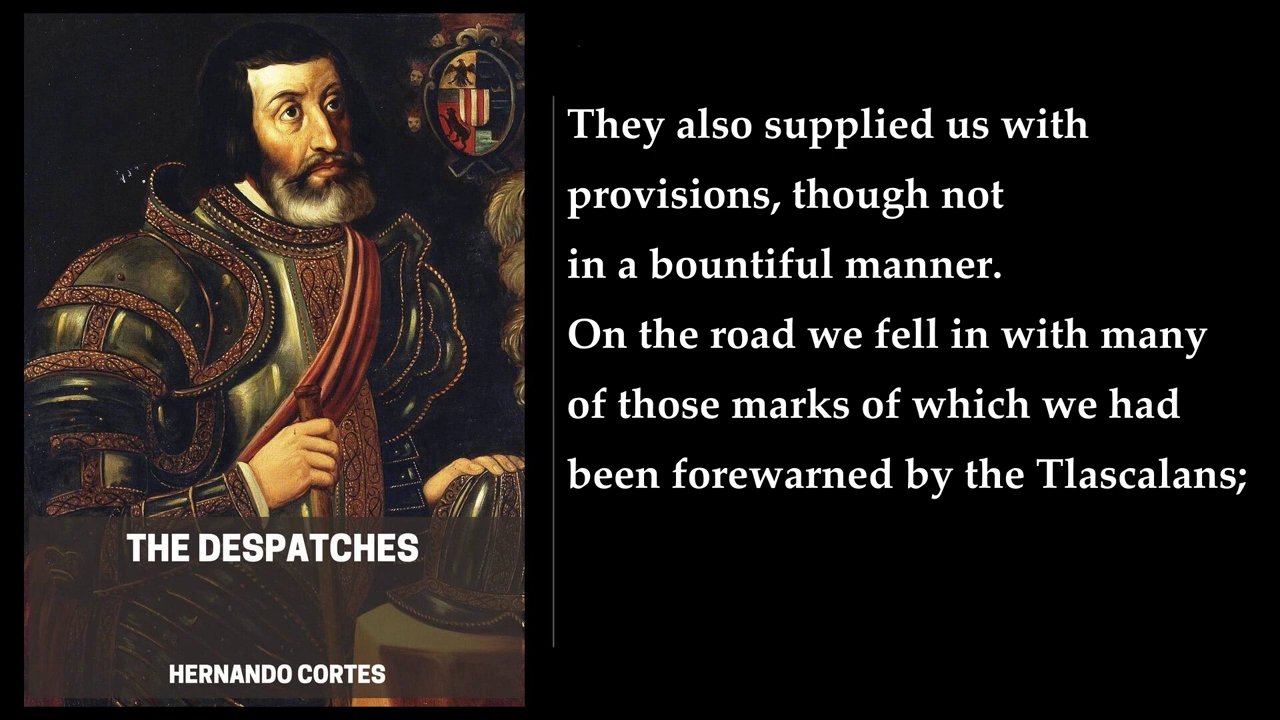 THE DESPATCHES
HERNANDO CORTES
They also supplied us with
provisions, though not
in a bountiful manner.
On the road we fell in with many
of those marks of which we had
been forewarned by the Tlascalans;